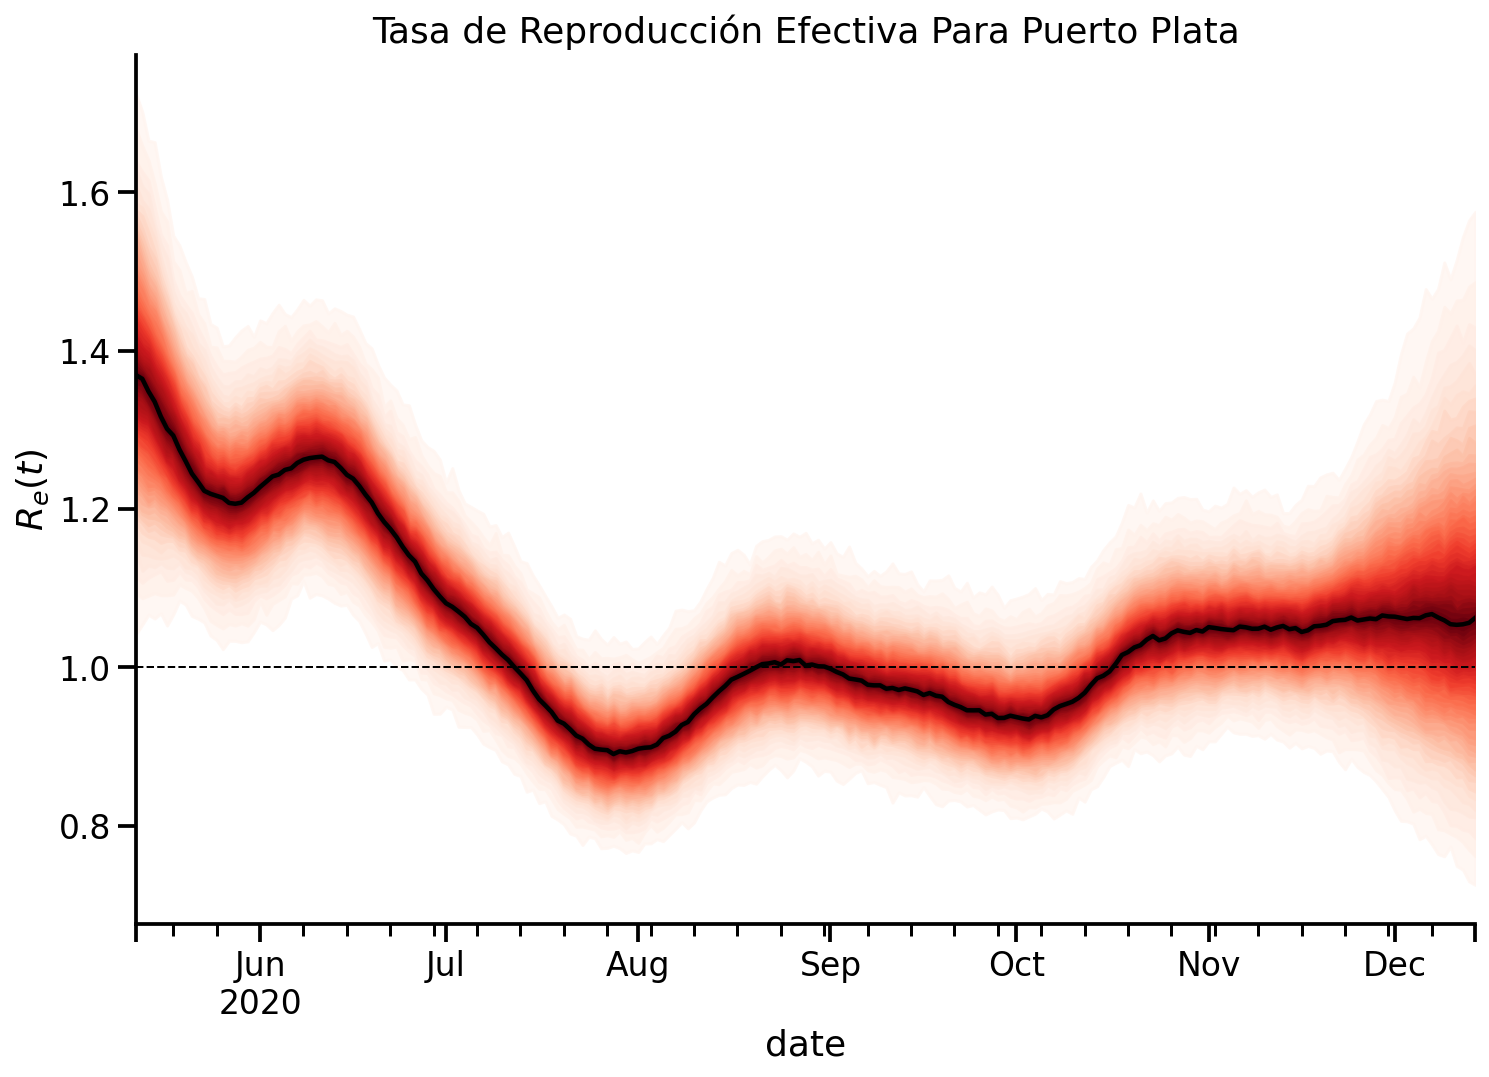 Tasa de Reproducción Efectiva Para Puerto Plata
1.6
1.4
1.2
1.0
0.8
Rₑ(t)
Jun Jul Aug Sep Oct Nov Dec
2020
date